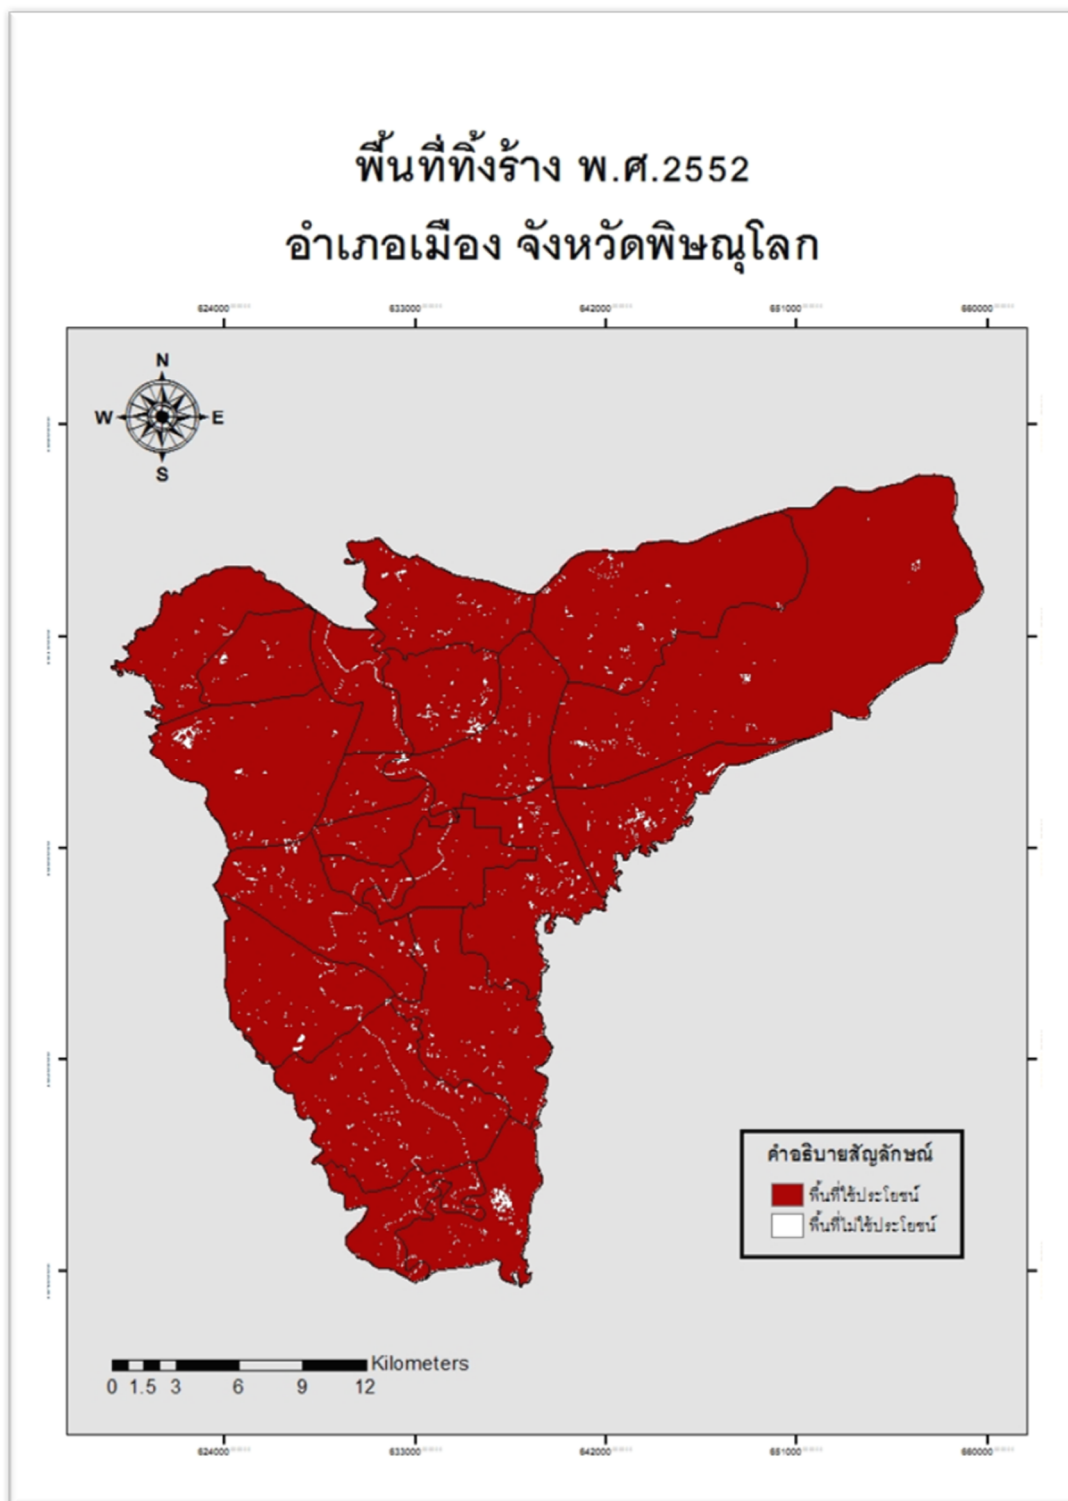 พื้นที่ทิ้งร้าง พ.ศ.2552
อำเภอเมือง จังหวัดพิษณุโลก
624000 633000 642000 651000 660000
N
W E
S
คำอธิบายสัญลักษณ์
พื้นที่ใช้ประโยชน์
พื้นที่ไม่ใช้ประโยชน์
Kilometers
0 1.5 3 6 9 12
624000 633000 642000 651000 660000